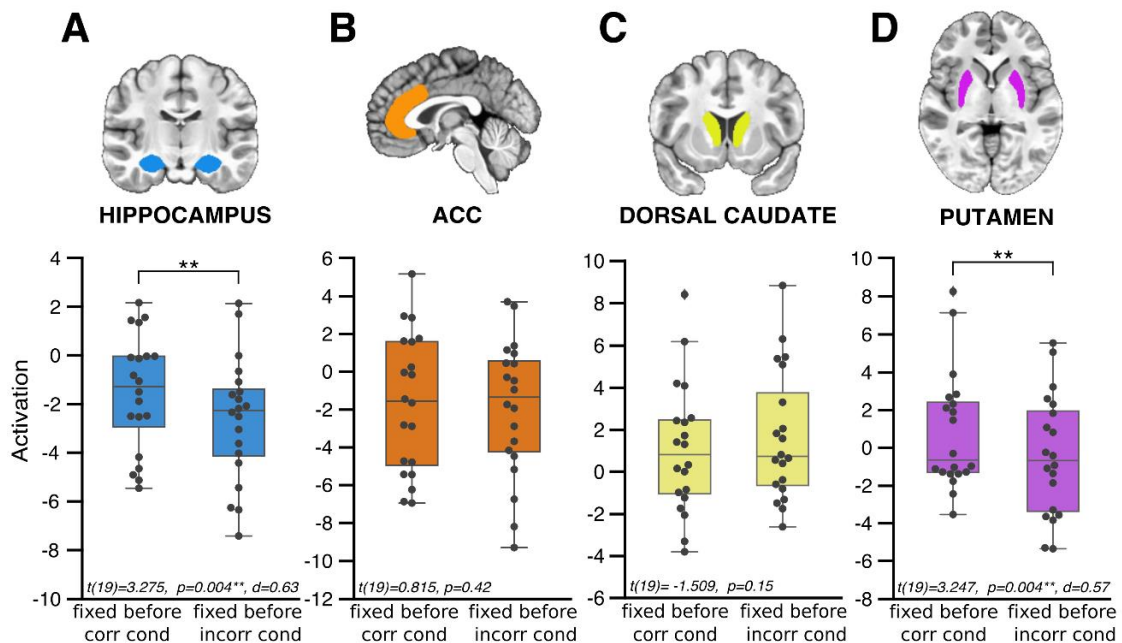 A B C D
HIPPOCAMPUS ACC DORSAL CAUDATE PUTAMEN
Activation
4
2
0
-2
-4
-6
-8
-10
**
t(19)=3.275, p=0.004**, d=0.63
fixed before fixed before
corr cond incorr cond
6
4
2
0
-2
-4
-6
-8
-10
-12
t(19)=0.815, p=0.42
fixed before fixed before
corr cond incorr cond
10
8
6
4
2
0
-2
-4
-6
t(19)= -1.509, p=0.15
fixed before fixed before
corr cond incorr cond
10
8
6
4
2
0
-2
-4
-6
-8
**
t(19)=3.247, p=0.004**, d=0.57
fixed before fixed before
corr cond incorr cond